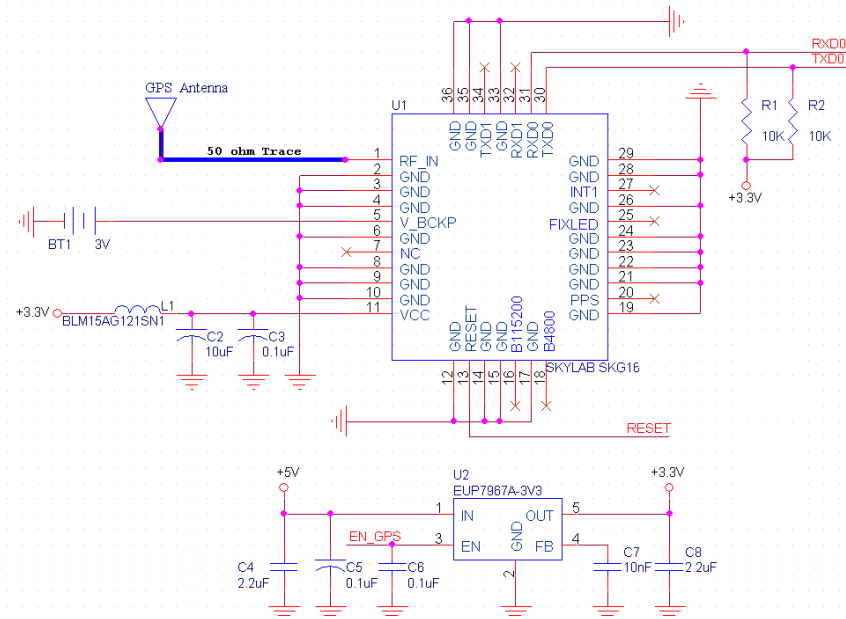 RXD0
TXD0
GPS Antenna
50 ohm Trace
U1
36 35 34 33 32 31 30
GND GND TXD1 GND RXD1 RXD0 TXD0
R1 R2
10K 10K
+3.3V
1 RF_IN
2 GND
3 GND
4 GND
5 V_BCKP
6 GND
7 NC
8 GND
9 GND
10 GND
11 VCC
GND 29
GND 28
INT1 27
GND 26
FIXLED 25
GND 24
GND 23
GND 22
GND 21
PPS 20
GND 19
BT1 3V
+3.3V
L1
BLM15AG121SN1
C2
10uF
C3
0.1uF
GND RESET GND GND B115200 GND B4800
12 13 14 15 16 17 18
SKYLAB SKG16
RESET
+5V
U2
EUP7967A-3V3
+3.3V
1 IN OUT 5
EN_GPS
3 EN GND FB 4
2
C4
2.2uF
C5
0.1uF
C6
0.1uF
C7
10nF
C8
2.2uF